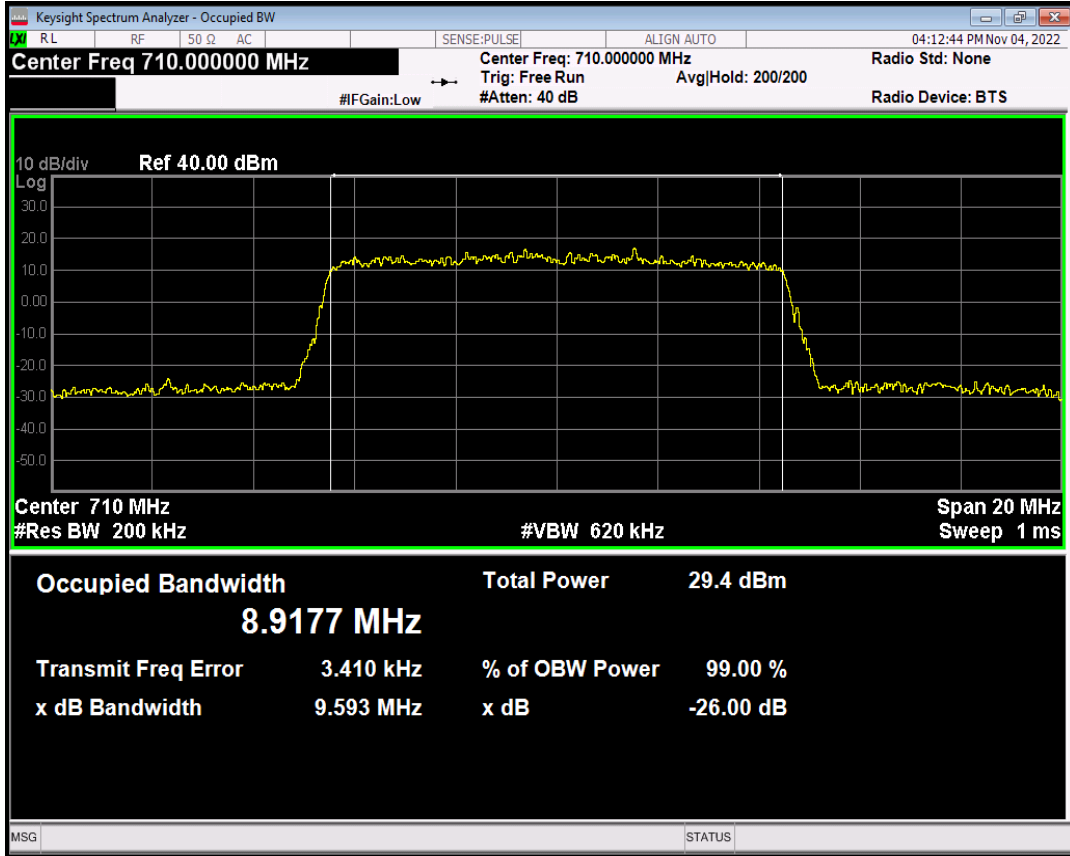 Keysight Spectrum Analyzer - Occupied BW
LXI RL RF 50 Ω AC SENSE:PULSE ALIGN AUTO 04:12:44 PM Nov 04, 2022
Center Freq 710.000000 MHz Center Freq: 710.000000 MHz Radio Std: None
Trig: Free Run Avg|Hold: 200/200
#IFGain:Low #Atten: 40 dB Radio Device: BTS
10 dB/div Ref 40.00 dBm
Log
30.0
20.0
10.0
0.00
-10.0
-20.0
-30.0
-40.0
-50.0
Center 710 MHz Span 20 MHz
#Res BW 200 kHz #VBW 620 kHz Sweep 1 ms
Occupied Bandwidth Total Power 29.4 dBm
8.9177 MHz
Transmit Freq Error 3.410 kHz % of OBW Power 99.00 %
x dB Bandwidth 9.593 MHz x dB -26.00 dB
MSG STATUS